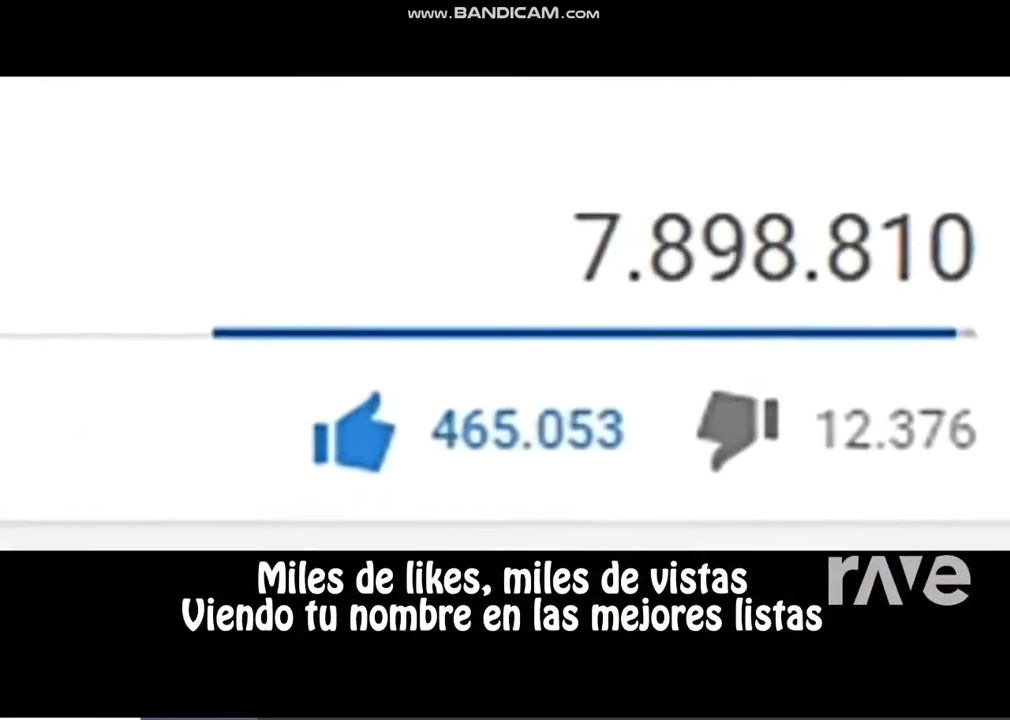 www.BANDICAM.com
7.898.810
465.053 12.376
Miles de likes, miles de vistas
Viendo tu nombre en las mejores listas
rave